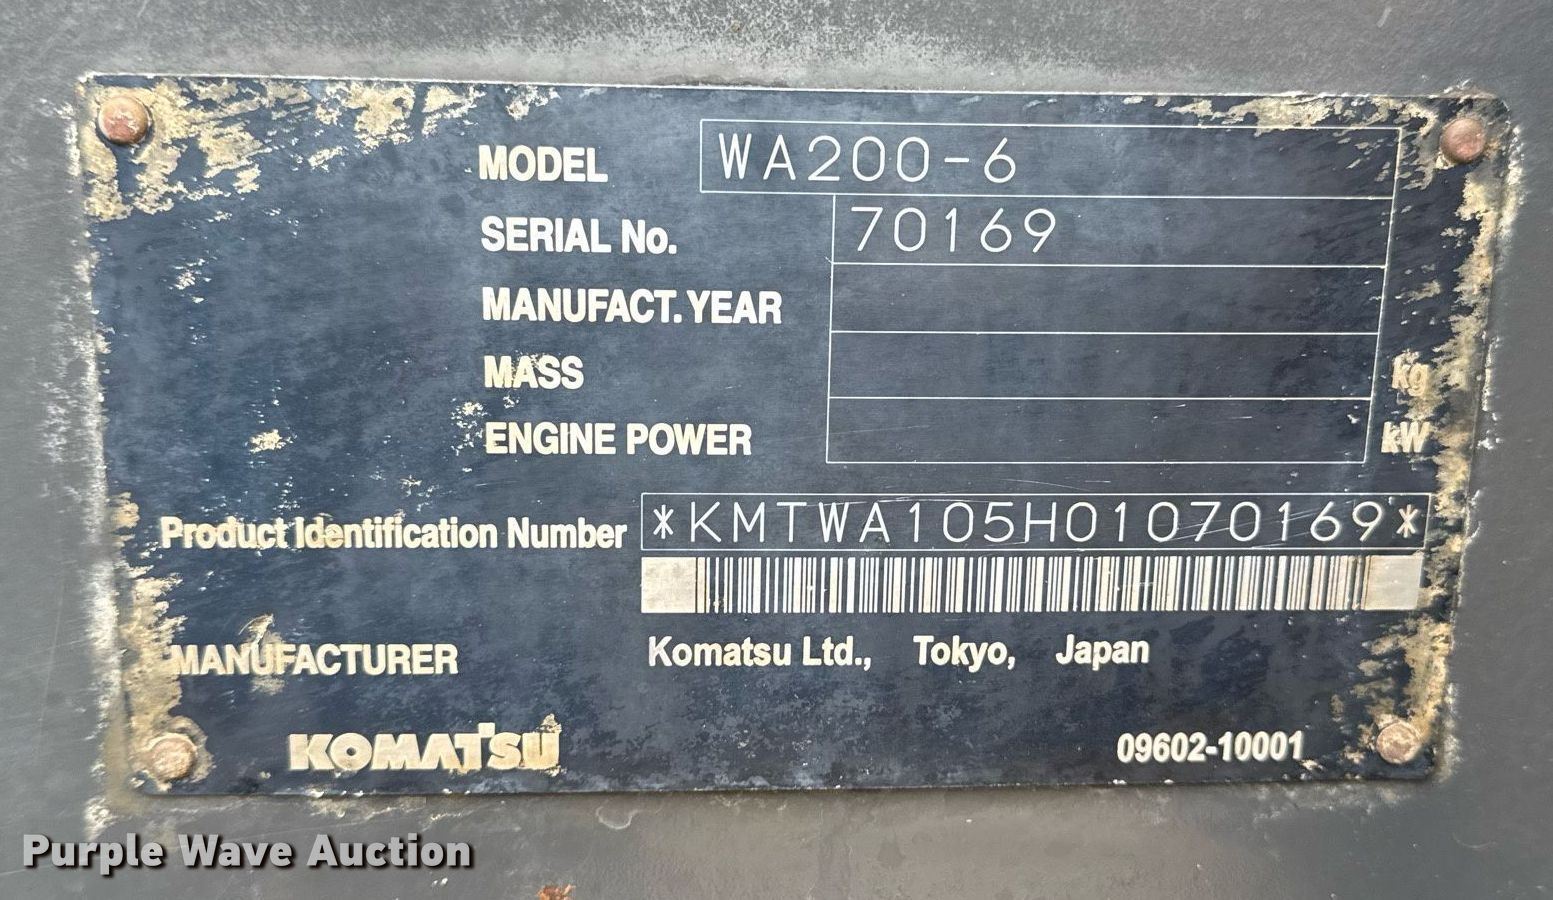 MODEL WA200-6
SERIAL No. 70169
MANUFACT. YEAR
MASS kg
ENGINE POWER kW
Product Identification Number *KMTWA105H01070169*
MANUFACTURER Komatsu Ltd., Tokyo, Japan
KOMATSU 09602-10001
Purple Wave Auction